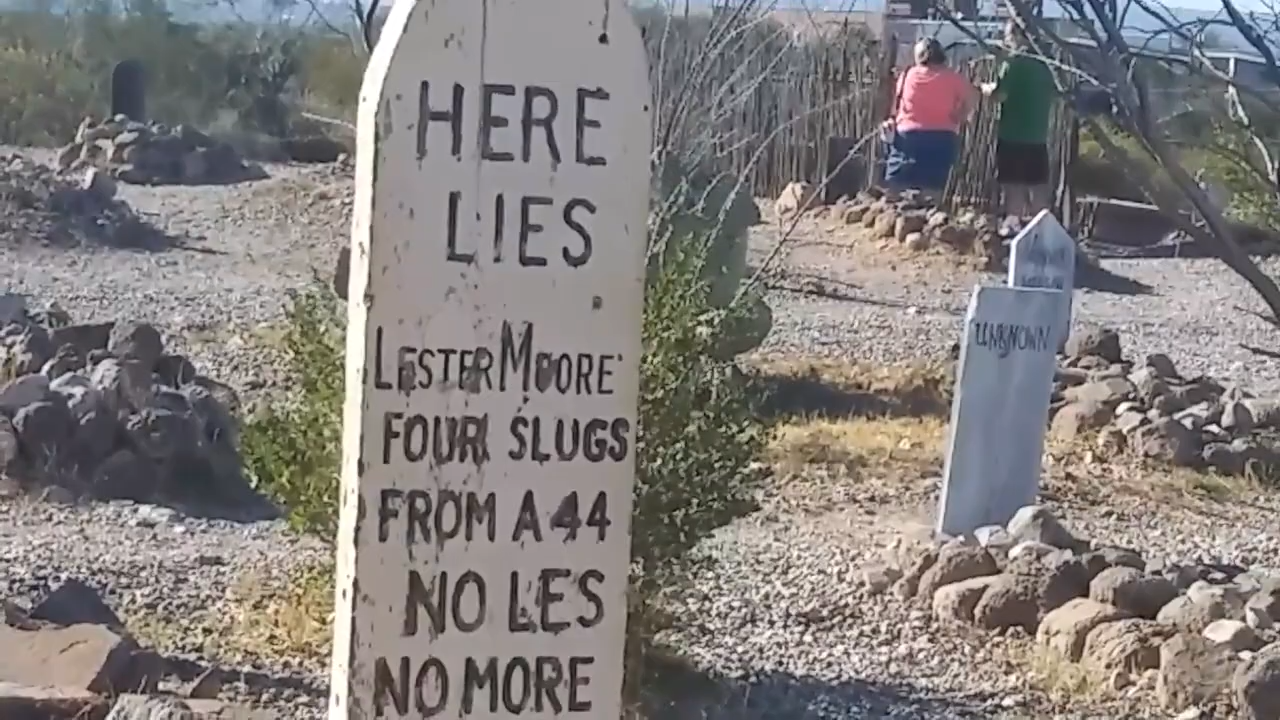 HERE
LIES
LESTER MOORE
FOUR SLUGS
FROM A 44
NO LES
NO MORE
UNKNOWN